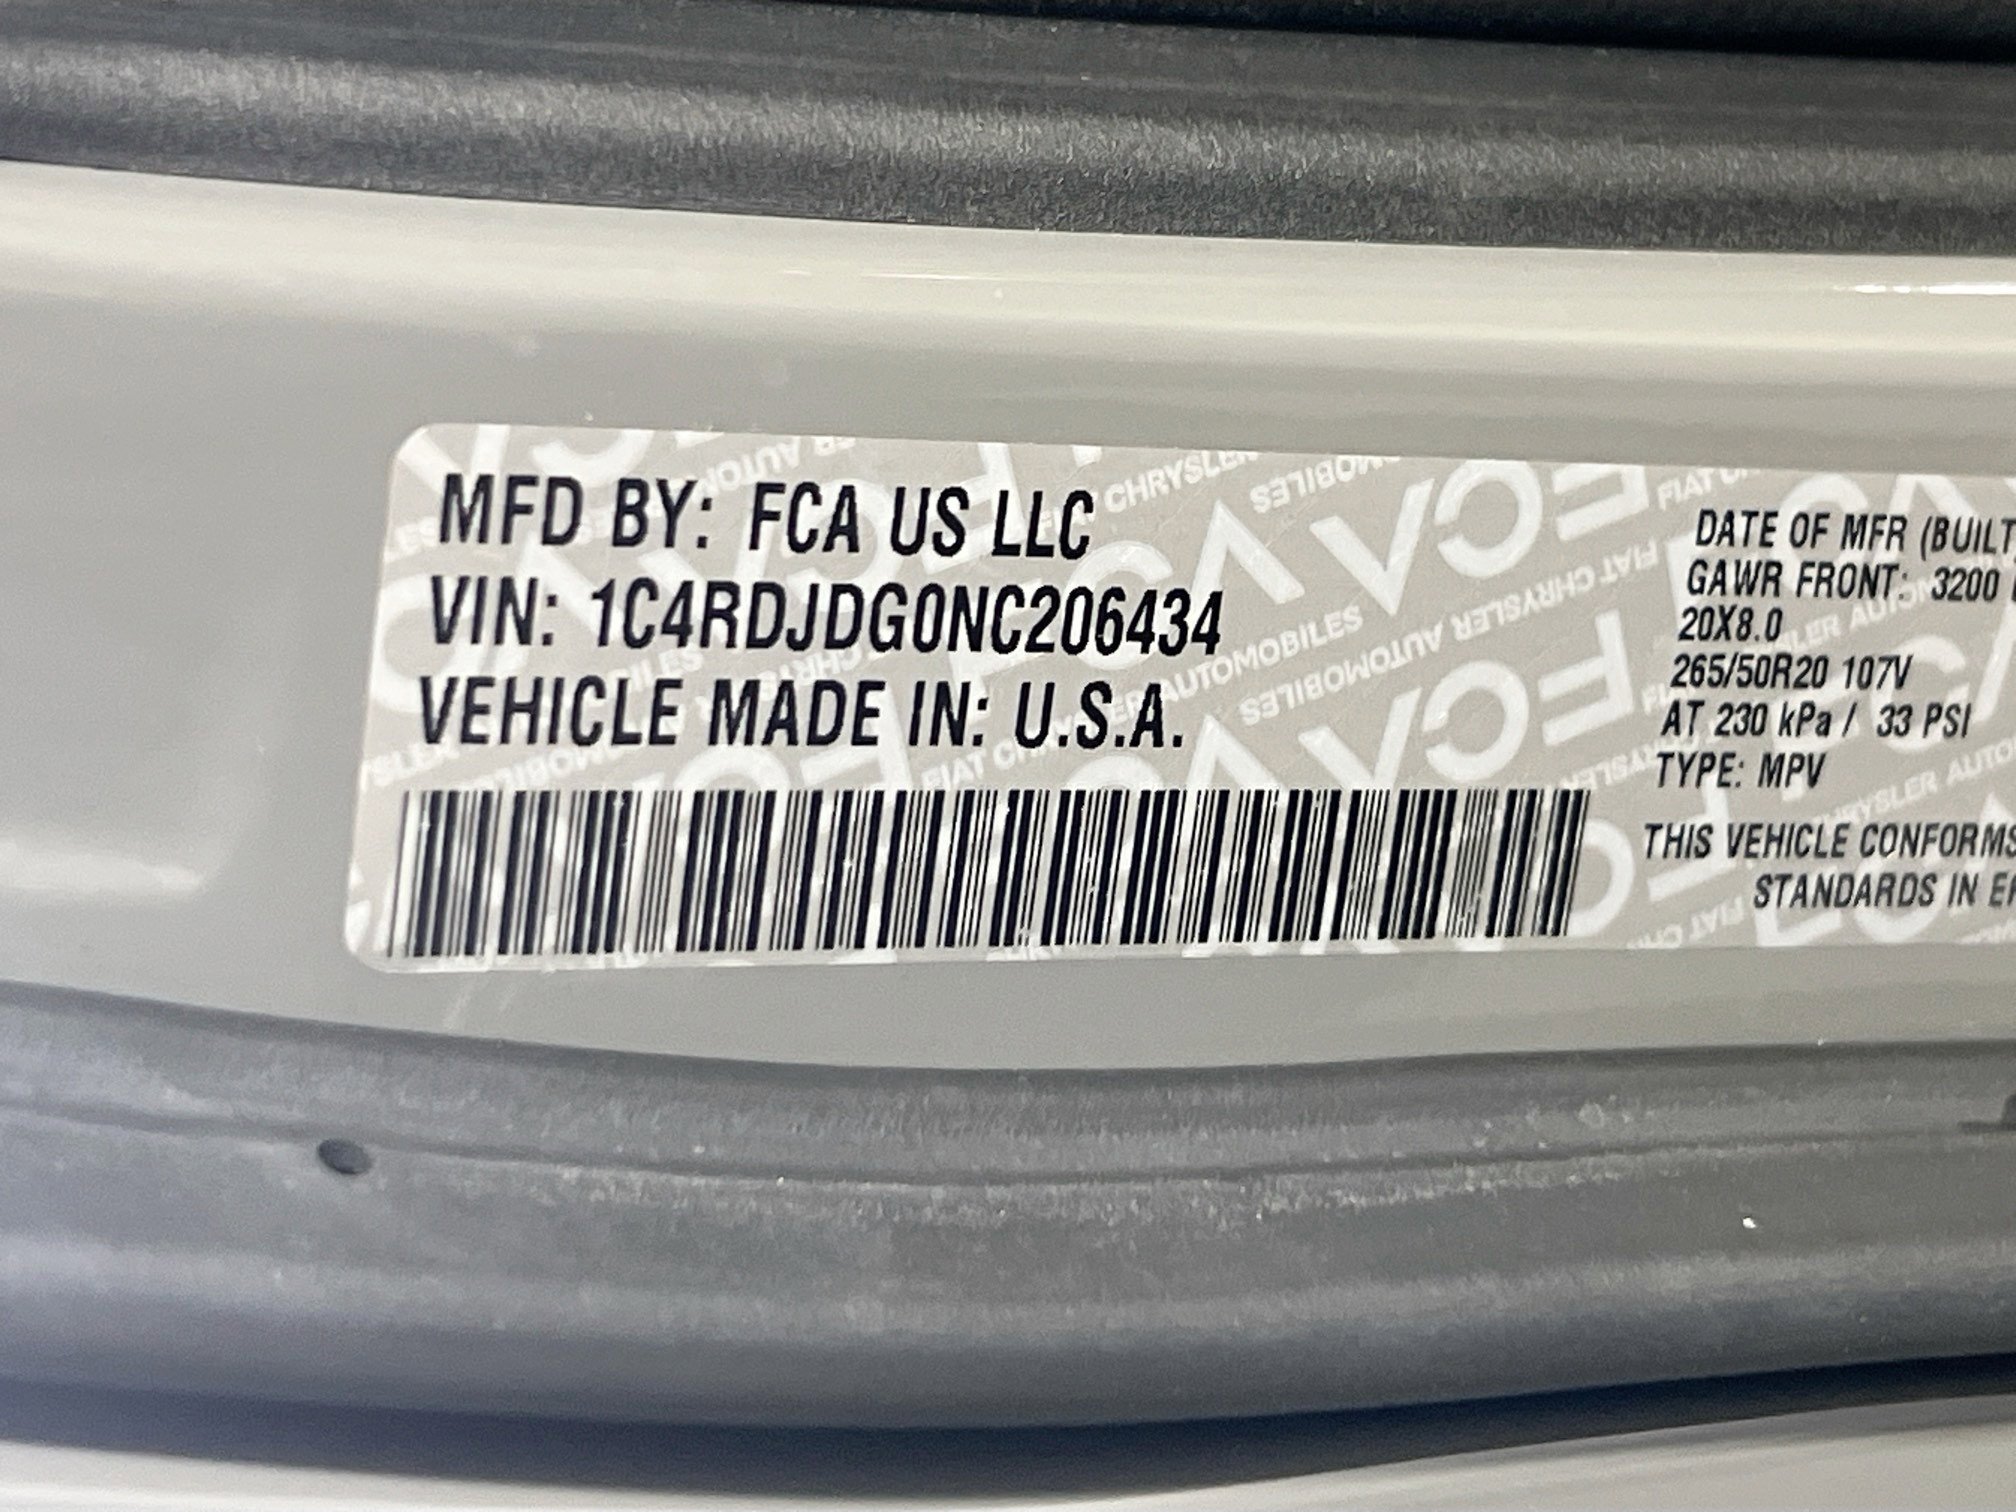 MFD BY: FCA US LLC
VIN: 1C4RDJDG0NC206434
VEHICLE MADE IN: U.S.A.
DATE OF MFR (BUILT
GAWR FRONT: 3200
20X8.0
265/50R20 107V
AT 230 kPa / 33 PSI
TYPE: MPV
THIS VEHICLE CONFORMS
STANDARDS IN